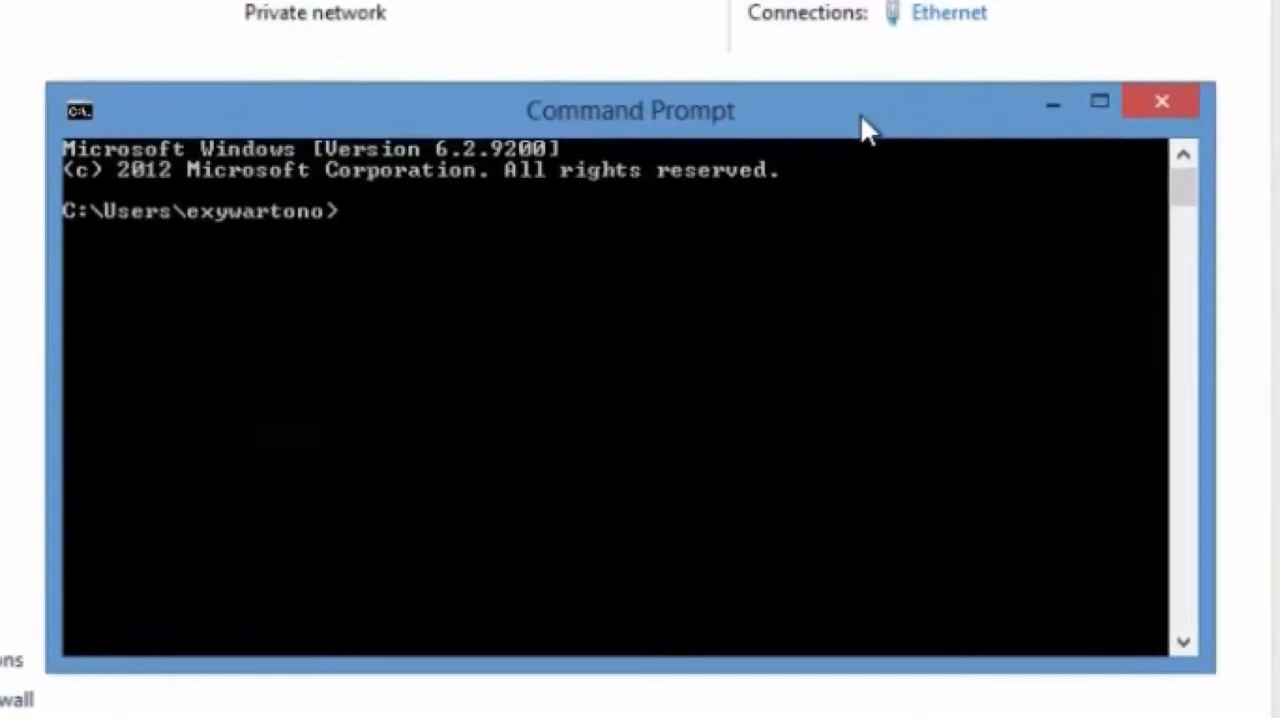 Private network
Connections: Ethernet
C:\.
Command Prompt
Microsoft Windows [Version 6.2.9200]
(c) 2012 Microsoft Corporation. All rights reserved.
C:\Users\exywartono>
ons
wall